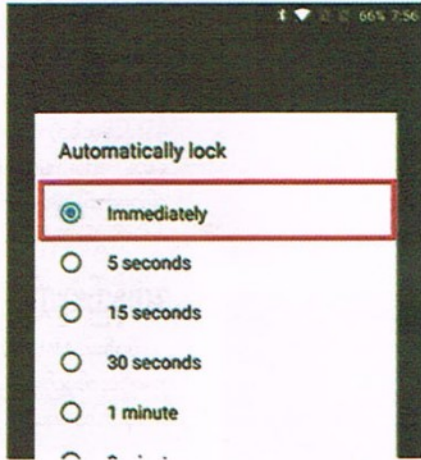 66% 7:56
Automatically lock
Immediately
5 seconds
15 seconds
30 seconds
1 minute